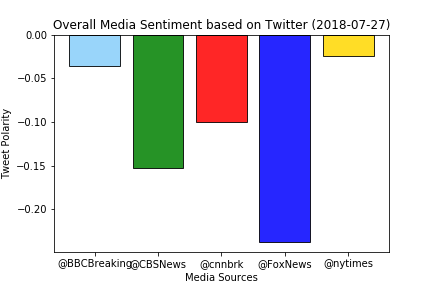 Overall Media Sentiment based on Twitter (2018-07-27)
0.00
−0.05
−0.10
−0.15
−0.20
Tweet Polarity
@BBCBreaking @CBSNews @cnnbrk @FoxNews @nytimes
Media Sources